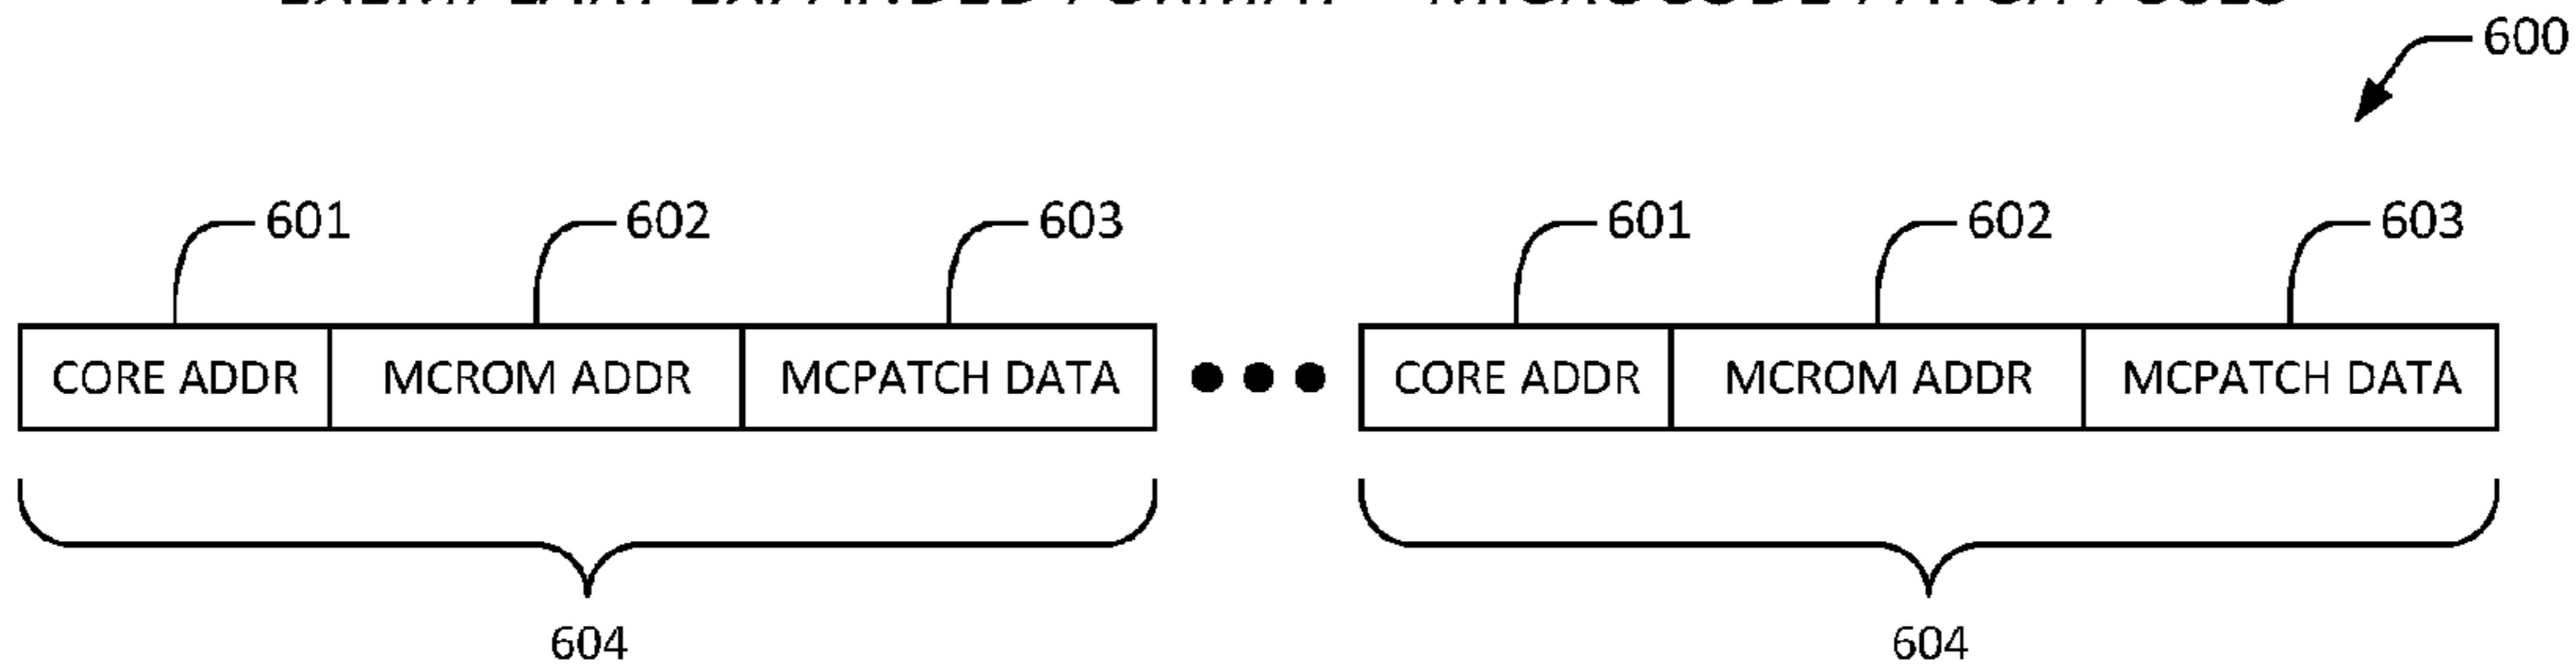 600
601 602 603 601 602 603
CORE ADDR MCROM ADDR MCPATCH DATA CORE ADDR MCROM ADDR MCPATCH DATA
604 604